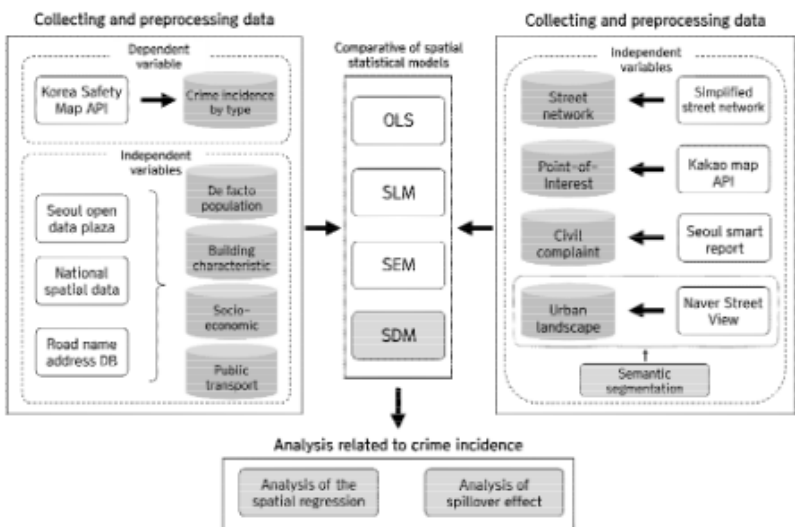 Collecting and preprocessing data
Dependent
variable
Korea Safety
Map API
Crime incidence
by type
Independent
variables
Seoul open
data plaza
National
spatial data
Road name
address DB
De facto
population
Building
characteristic
Socio-
economic
Public
transport
Comparative of spatial
statistical models
OLS
SLM
SEM
SDM
Collecting and preprocessing data
Independent
variables
Street
network
Simplified
street network
Point-of-
Interest
Kakao map
API
Civil
complaint
Seoul smart
report
Urban
landscape
Naver Street
View
Semantic
segmentation
Analysis related to crime incidence
Analysis of the
spatial regression
Analysis of
spillover effect